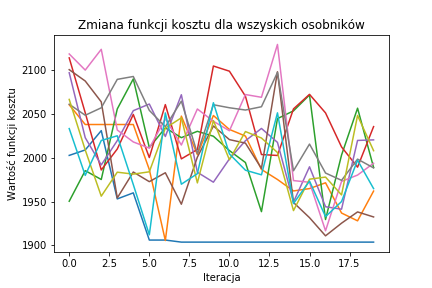 Zmiana funkcji kosztu dla wszyskich osobników
Wartość funkcji kosztu
2100
2050
2000
1950
1900
0.0 2.5 5.0 7.5 10.0 12.5 15.0 17.5
Iteracja